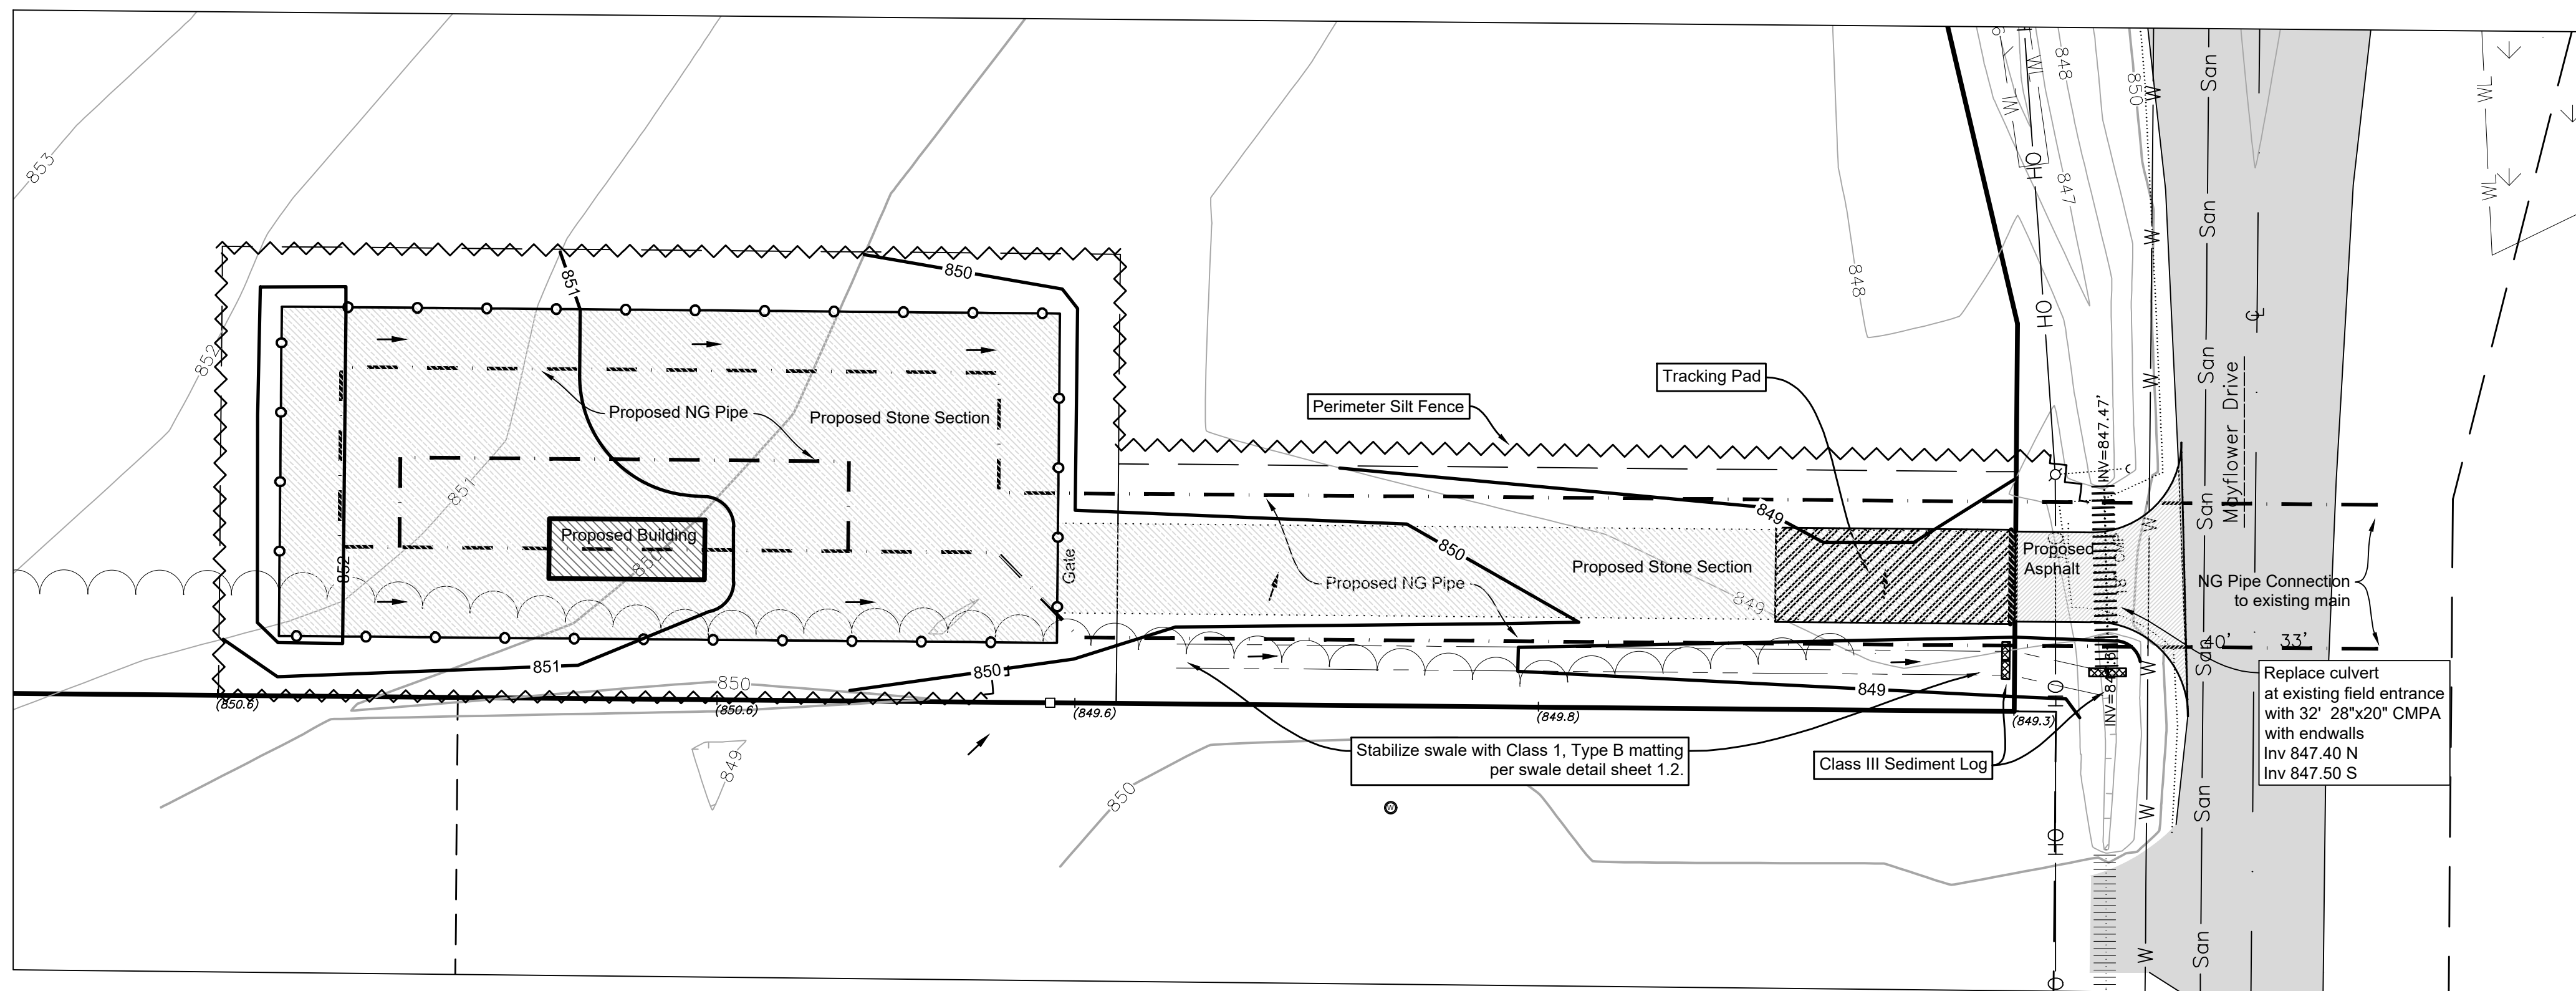 853
852
851
850
848
848
847
850
WL
WL
WL
OH
OH
W
W
W
San
San
San
San
Mayflower Drive
INV=847.47'
Perimeter Silt Fence
Tracking Pad
Proposed NG Pipe
Proposed Stone Section
851
Proposed Building
852
Gate
Proposed NG Pipe
Proposed Stone Section
849
850
849
Proposed
Asphalt
NG Pipe Connection
to existing main
40'
33'
Replace culvert
at existing field entrance
with 32' 28"x20" CMPA
with endwalls
Inv 847.40 N
Inv 847.50 S
851
850
850
849
(850.6)
(850.6)
(849.6)
(849.8)
(849.3)
849
850
Stabilize swale with Class 1, Type B matting
per swale detail sheet 1.2.
Class III Sediment Log
W
OH
OH
W
W
W
San
San
San